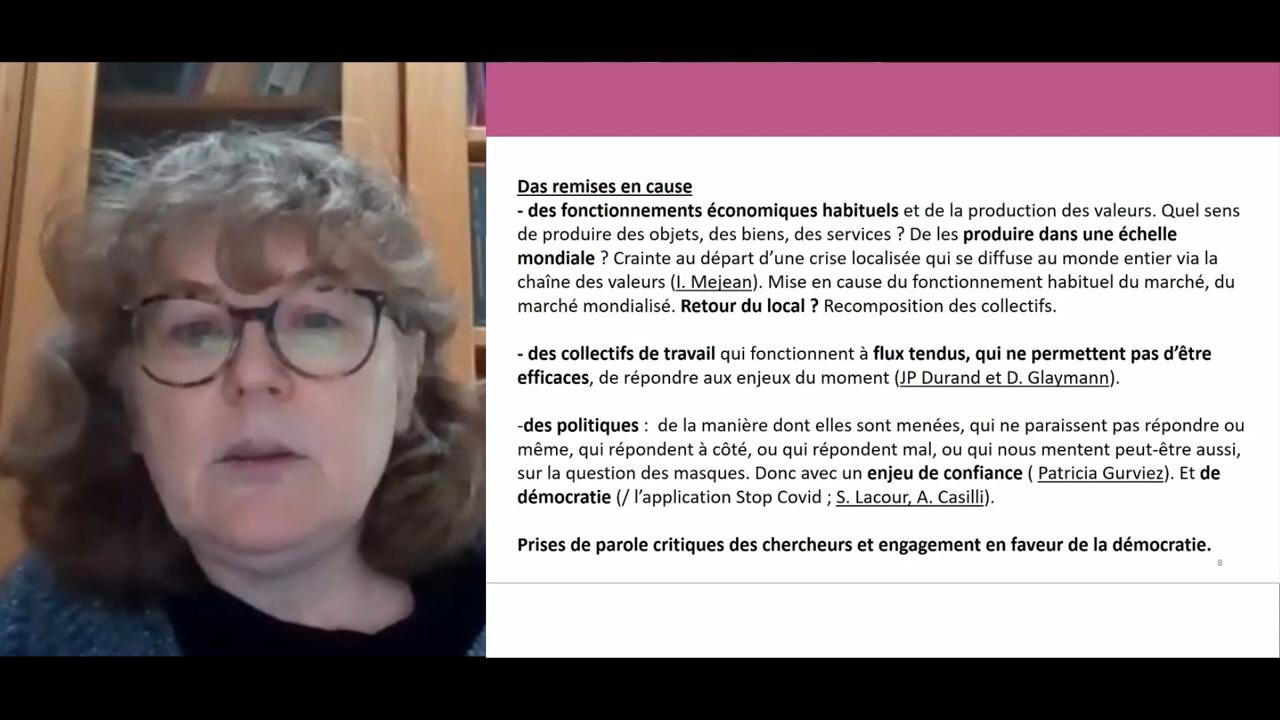 Das remises en cause
- des fonctionnements économiques habituels et de la production des valeurs. Quel sens
de produire des objets, des biens, des services ? De les produire dans une échelle
mondiale ? Crainte au départ d’une crise localisée qui se diffuse au monde entier via la
chaîne des valeurs (I. Mejean). Mise en cause du fonctionnement habituel du marché, du
marché mondialisé. Retour du local ? Recomposition des collectifs.
- des collectifs de travail qui fonctionnent à flux tendus, qui ne permettent pas d’être
efficaces, de répondre aux enjeux du moment (JP Durand et D. Glaymann).
-des politiques :  de la manière dont elles sont menées, qui ne paraissent pas répondre ou
même, qui répondent à côté, ou qui répondent mal, ou qui nous mentent peut-être aussi,
sur la question des masques. Donc avec un enjeu de confiance ( Patricia Gurviez). Et de
démocratie (/ l’application Stop Covid ; S. Lacour, A. Casilli).
Prises de parole critiques des chercheurs et engagement en faveur de la démocratie.
8